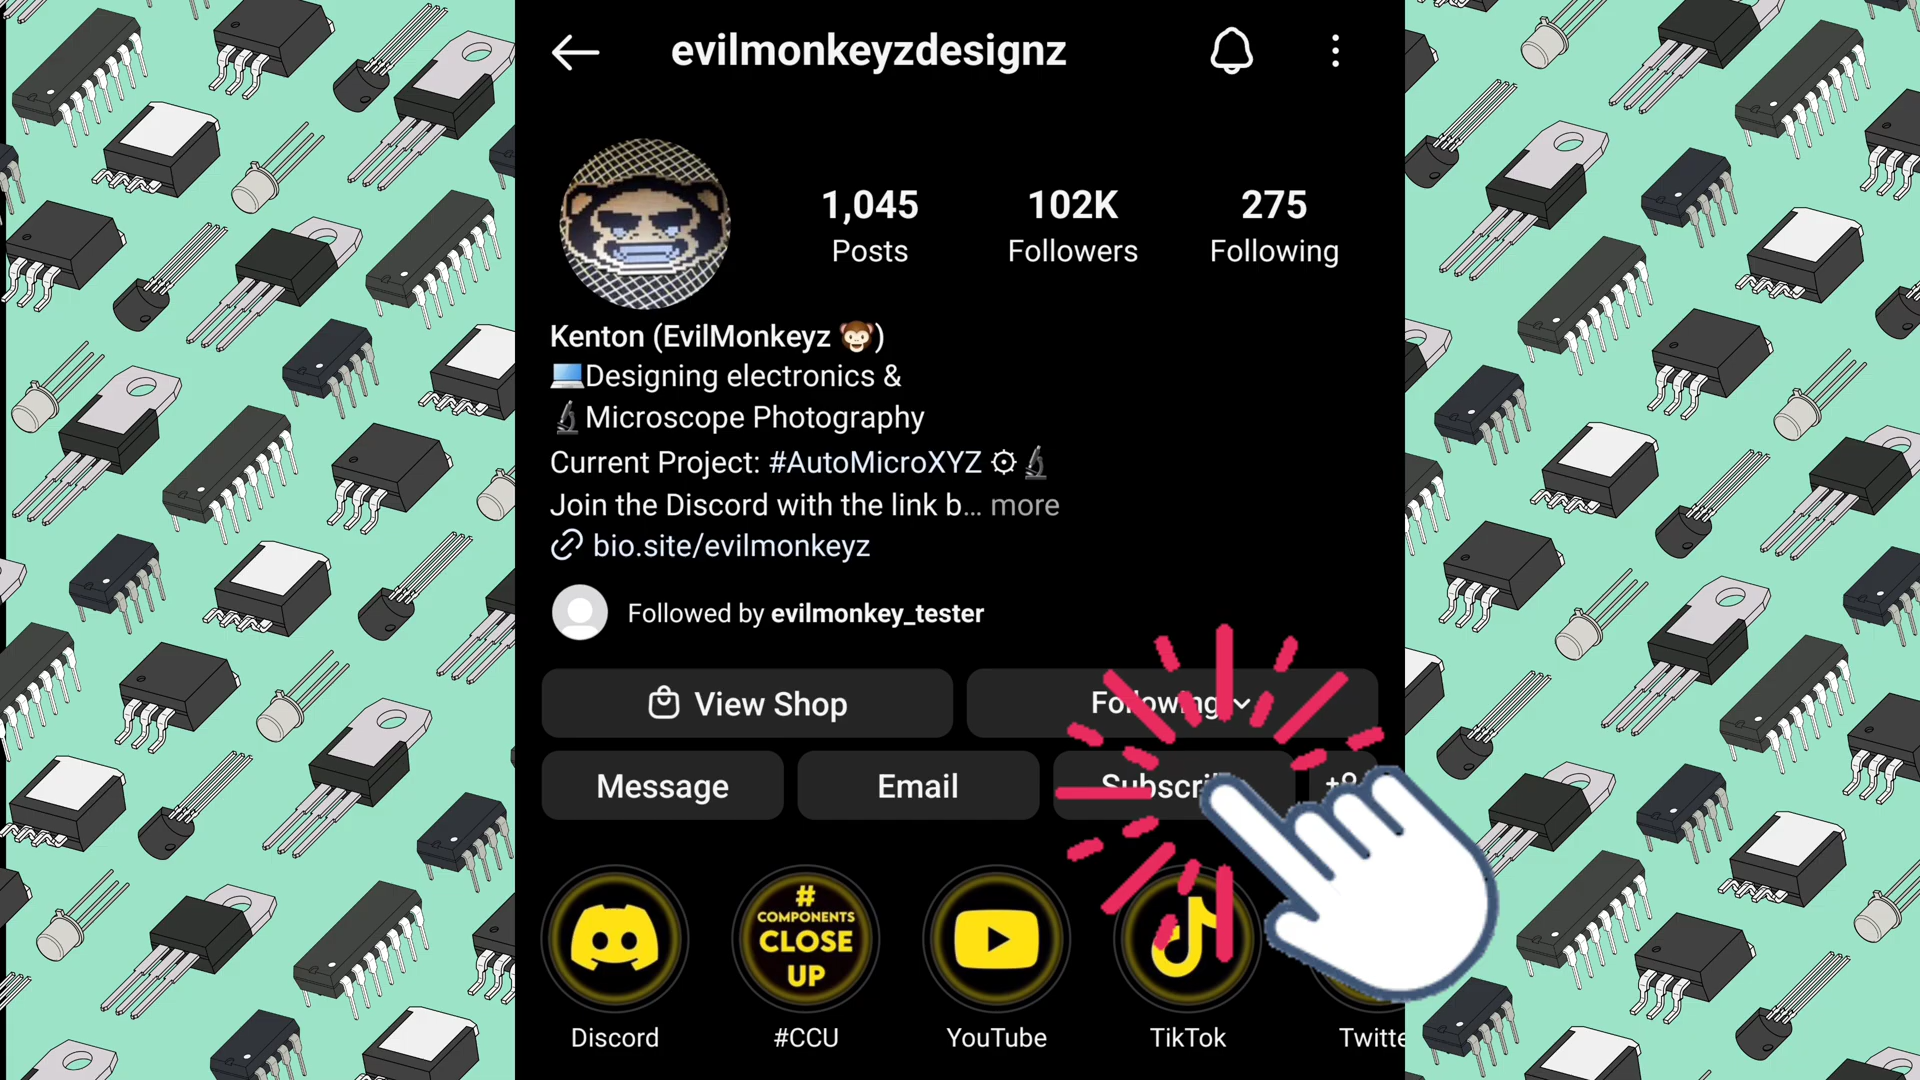 evilmonkeyzdesignz
1,045 102K 275
Posts Followers Following
Kenton (EvilMonkeyz 🐵)
💻Designing electronics &
🔬Microscope Photography
Current Project: #AutoMicroXYZ ⚙🔬
Join the Discord with the link b… more
bio.site/evilmonkeyz
Followed by evilmonkey_tester
View Shop
Following
Message Email
#
COMPONENTS
CLOSE
UP
Discord #CCU YouTube TikTok Twitte